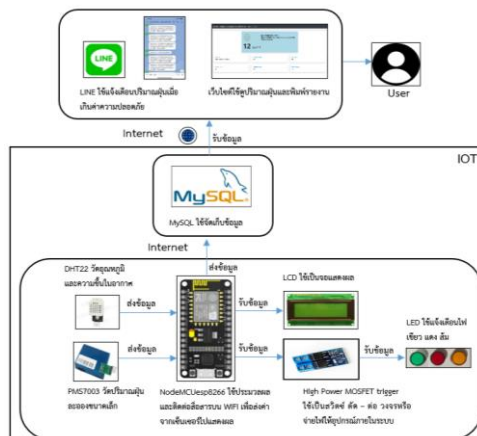 LINE
LINE ใช้แจ้งเตือนปริมาณฝุ่นเมื่อ
เกินค่าความปลอดภัย
12
เว็บไซต์ใช้ดูปริมาณฝุ่นและพิมพ์รายงาน
User
Internet
รับข้อมูล
IOT
MySQL
MySQL ใช้จัดเก็บข้อมูล
Internet
ส่งข้อมูล
DHT22 วัดอุณหภูมิ
และความชื้นในอากาศ
ส่งข้อมูล
รับข้อมูล
LCD ใช้เป็นจอแสดงผล
ส่งข้อมูล
รับข้อมูล
รับข้อมูล
LED ใช้แจ้งเตือนไฟ
เขียว แดง ส้ม
PMS7003 วัดปริมาณฝุ่น
ละอองขนาดเล็ก
NodeMCUesp8266 ใช้ประมวลผล
และติดต่อสื่อสารบน WIFI เพื่อส่งค่า
จากเซ็นเซอร์ไปแสดงผล
High Power MOSFET trigger
ใช้เป็นสวิตซ์ ตัด - ต่อ วงจรหรือ
จ่ายไฟให้อุปกรณ์ภายในระบบ